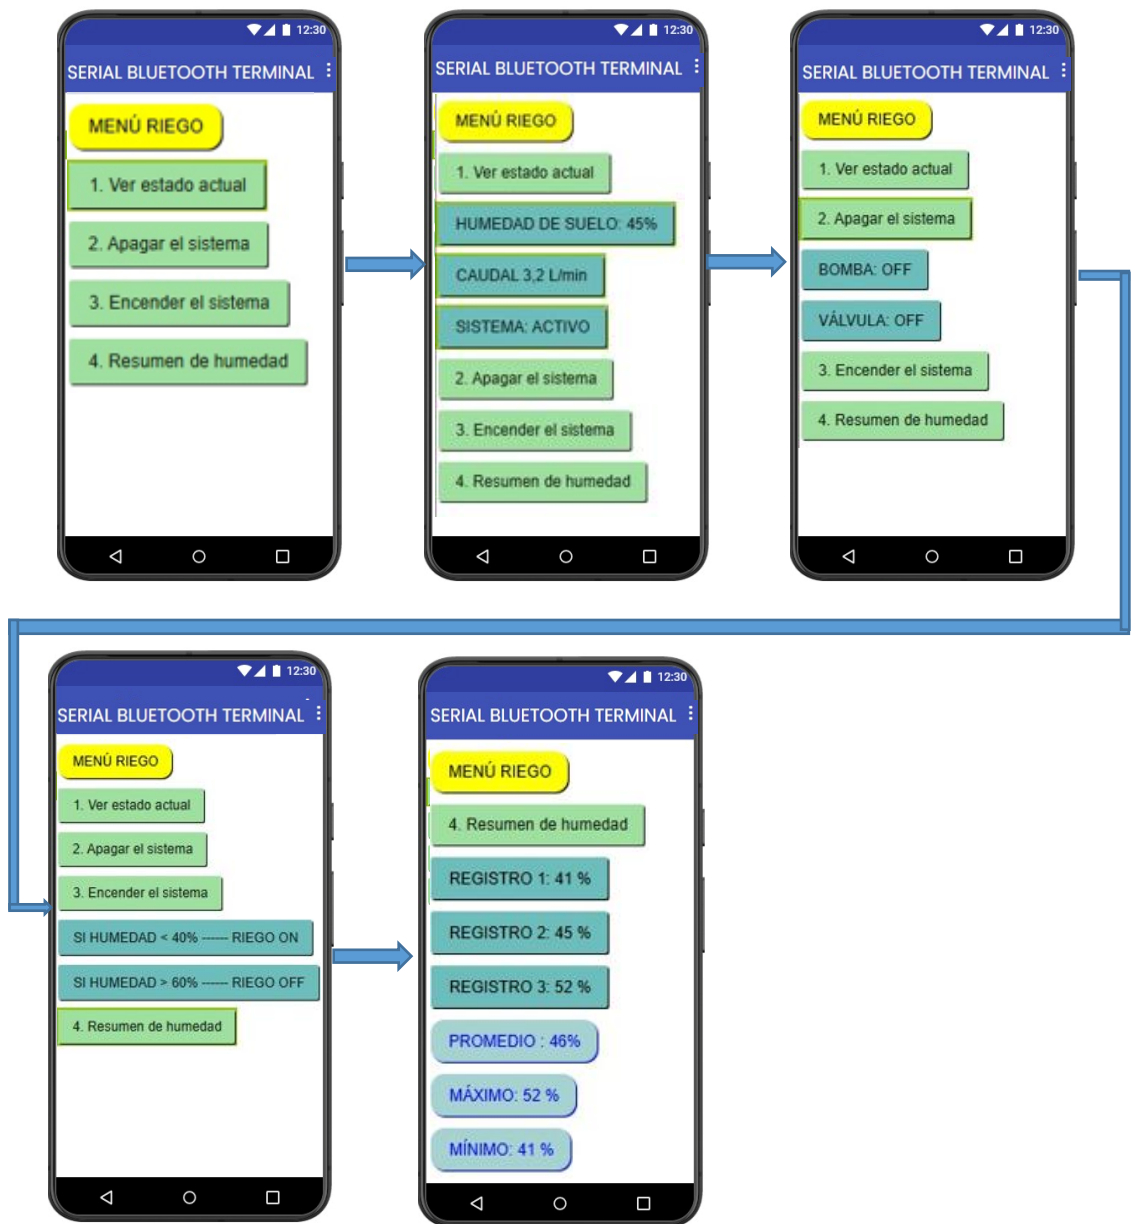 12:30
SERIAL BLUETOOTH TERMINAL
MENÚ RIEGO
1. Ver estado actual
2. Apagar el sistema
3. Encender el sistema
4. Resumen de humedad
12:30
SERIAL BLUETOOTH TERMINAL
MENÚ RIEGO
1. Ver estado actual
HUMEDAD DE SUELO: 45%
CAUDAL 3,2 L/min
SISTEMA: ACTIVO
2. Apagar el sistema
3. Encender el sistema
4. Resumen de humedad
12:30
SERIAL BLUETOOTH TERMINAL
MENÚ RIEGO
1. Ver estado actual
2. Apagar el sistema
BOMBA: OFF
VÁLVULA: OFF
3. Encender el sistema
4. Resumen de humedad
12:30
SERIAL BLUETOOTH TERMINAL
MENÚ RIEGO
1. Ver estado actual
2. Apagar el sistema
3. Encender el sistema
SI HUMEDAD < 40% ------ RIEGO ON
SI HUMEDAD > 60% ------ RIEGO OFF
4. Resumen de humedad
12:30
SERIAL BLUETOOTH TERMINAL
MENÚ RIEGO
4. Resumen de humedad
REGISTRO 1: 41 %
REGISTRO 2: 45 %
REGISTRO 3: 52 %
PROMEDIO : 46%
MÁXIMO: 52 %
MÍNIMO: 41 %